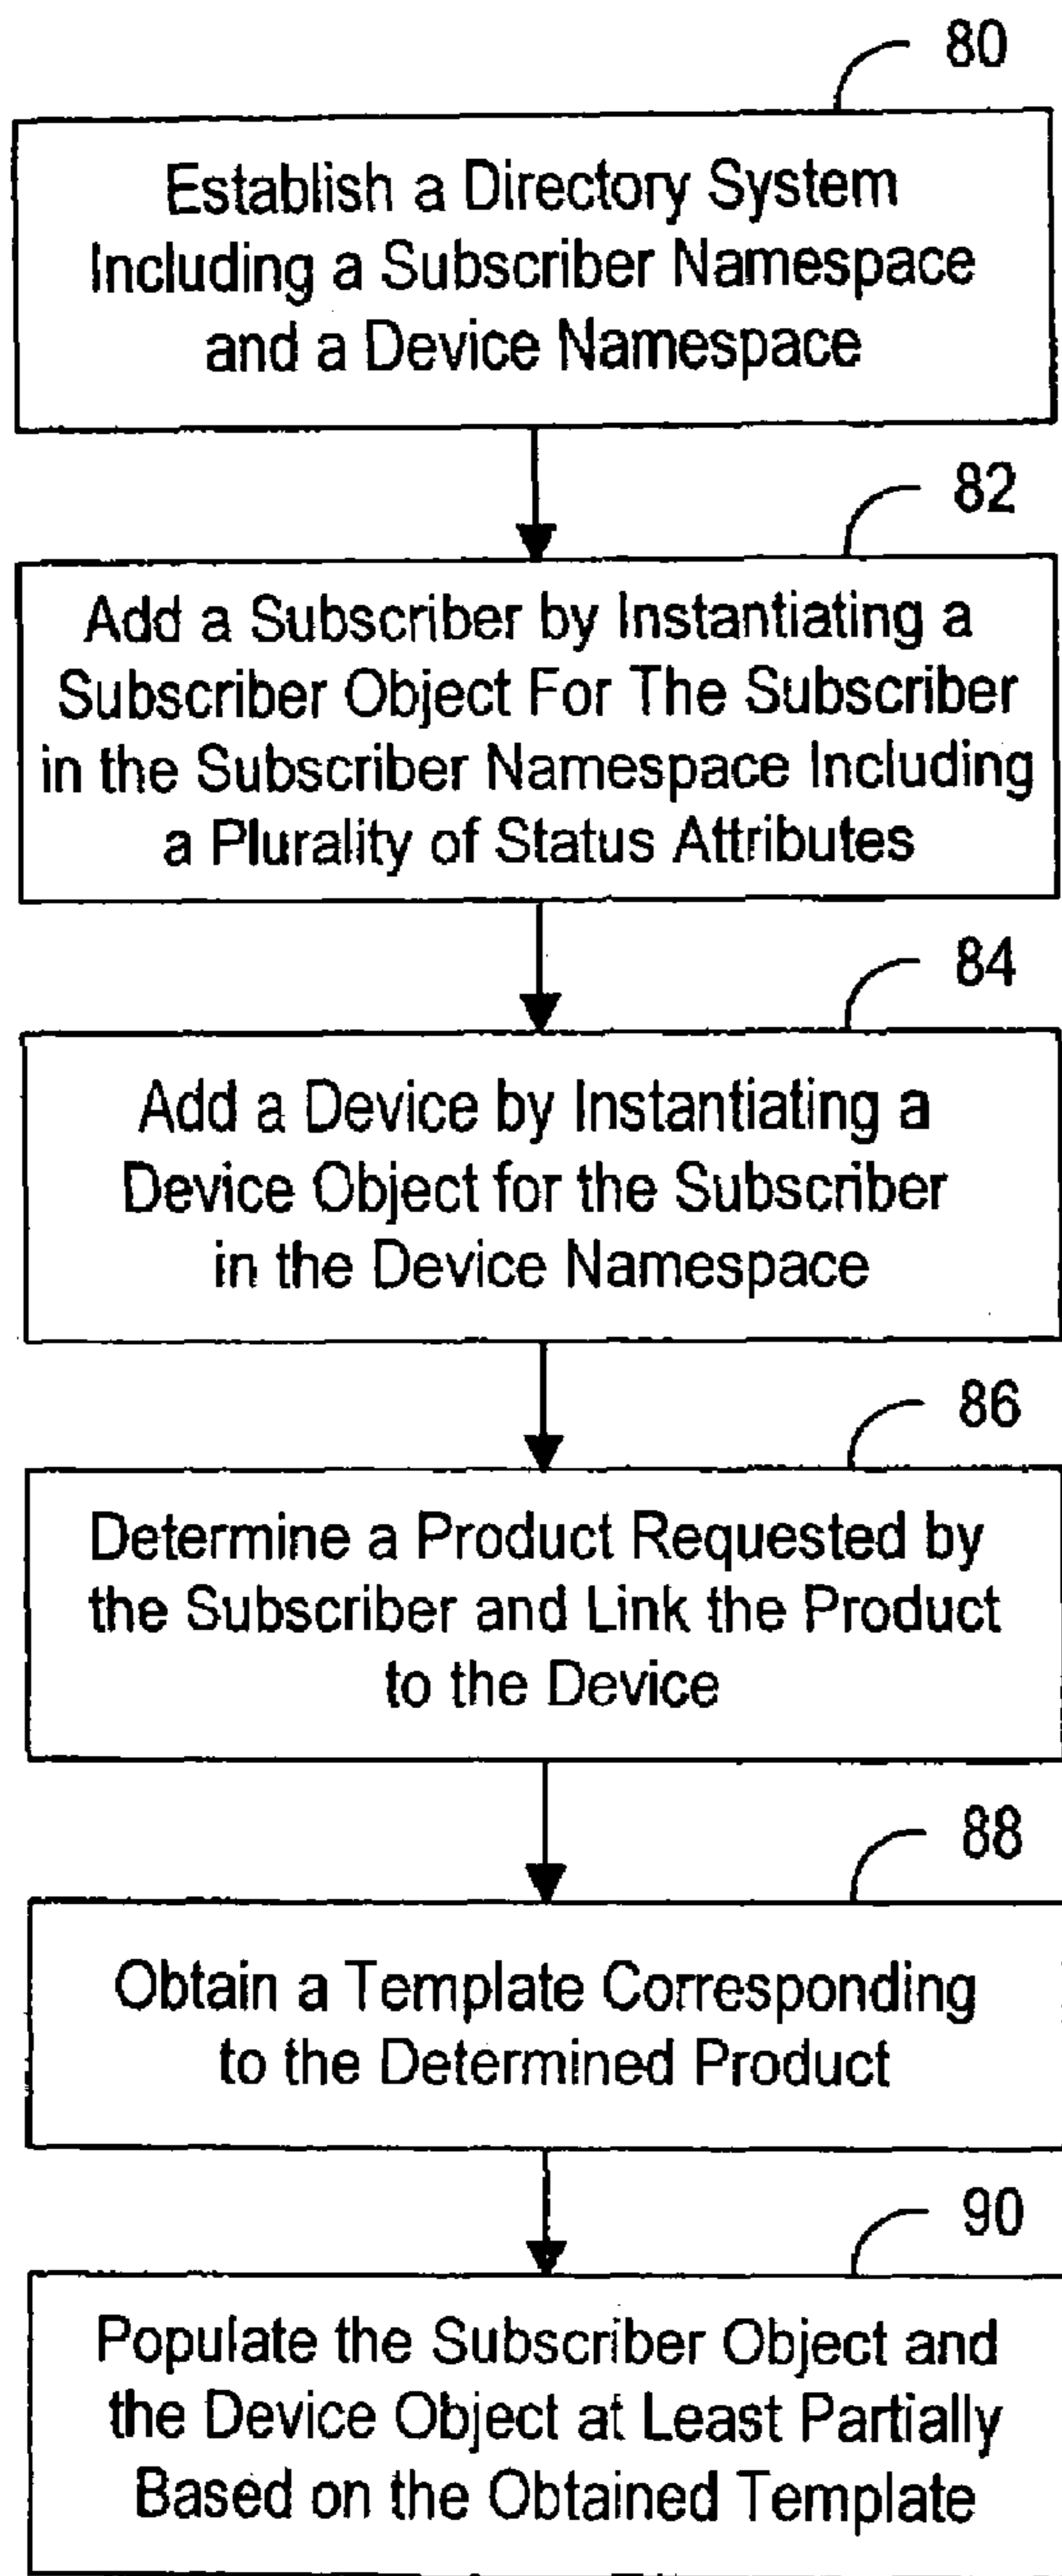 80
Establish a Directory System
Including a Subscriber Namespace
and a Device Namespace
82
Add a Subscriber by Instantiating a
Subscriber Object For The Subscriber
in the Subscriber Namespace Including
a Plurality of Status Attributes
84
Add a Device by Instantiating a
Device Object for the Subscriber
in the Device Namespace
86
Determine a Product Requested by
the Subscriber and Link the Product
to the Device
88
Obtain a Template Corresponding
to the Determined Product
90
Populate the Subscriber Object and
the Device Object at Least Partially
Based on the Obtained Template